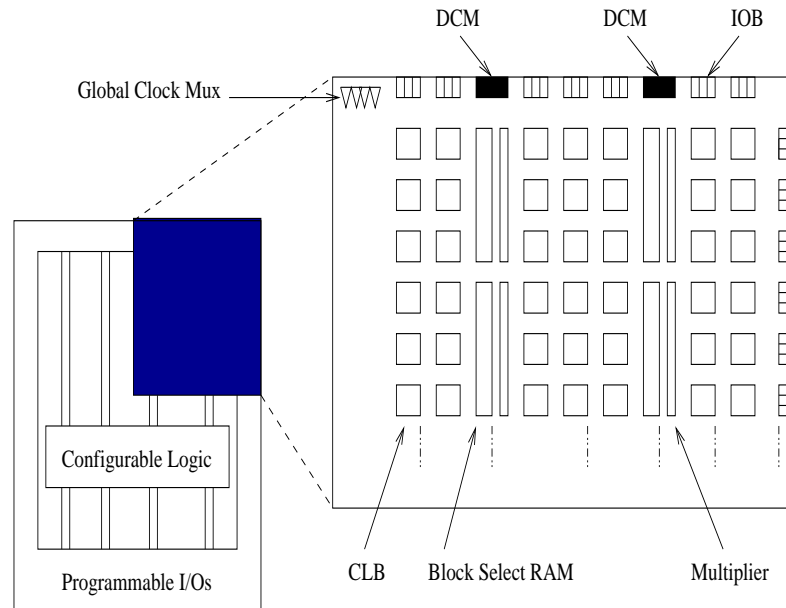 DCM
DCM
IOB
Global Clock Mux
Configurable Logic
Programmable I/Os
CLB
Block Select RAM
Multiplier